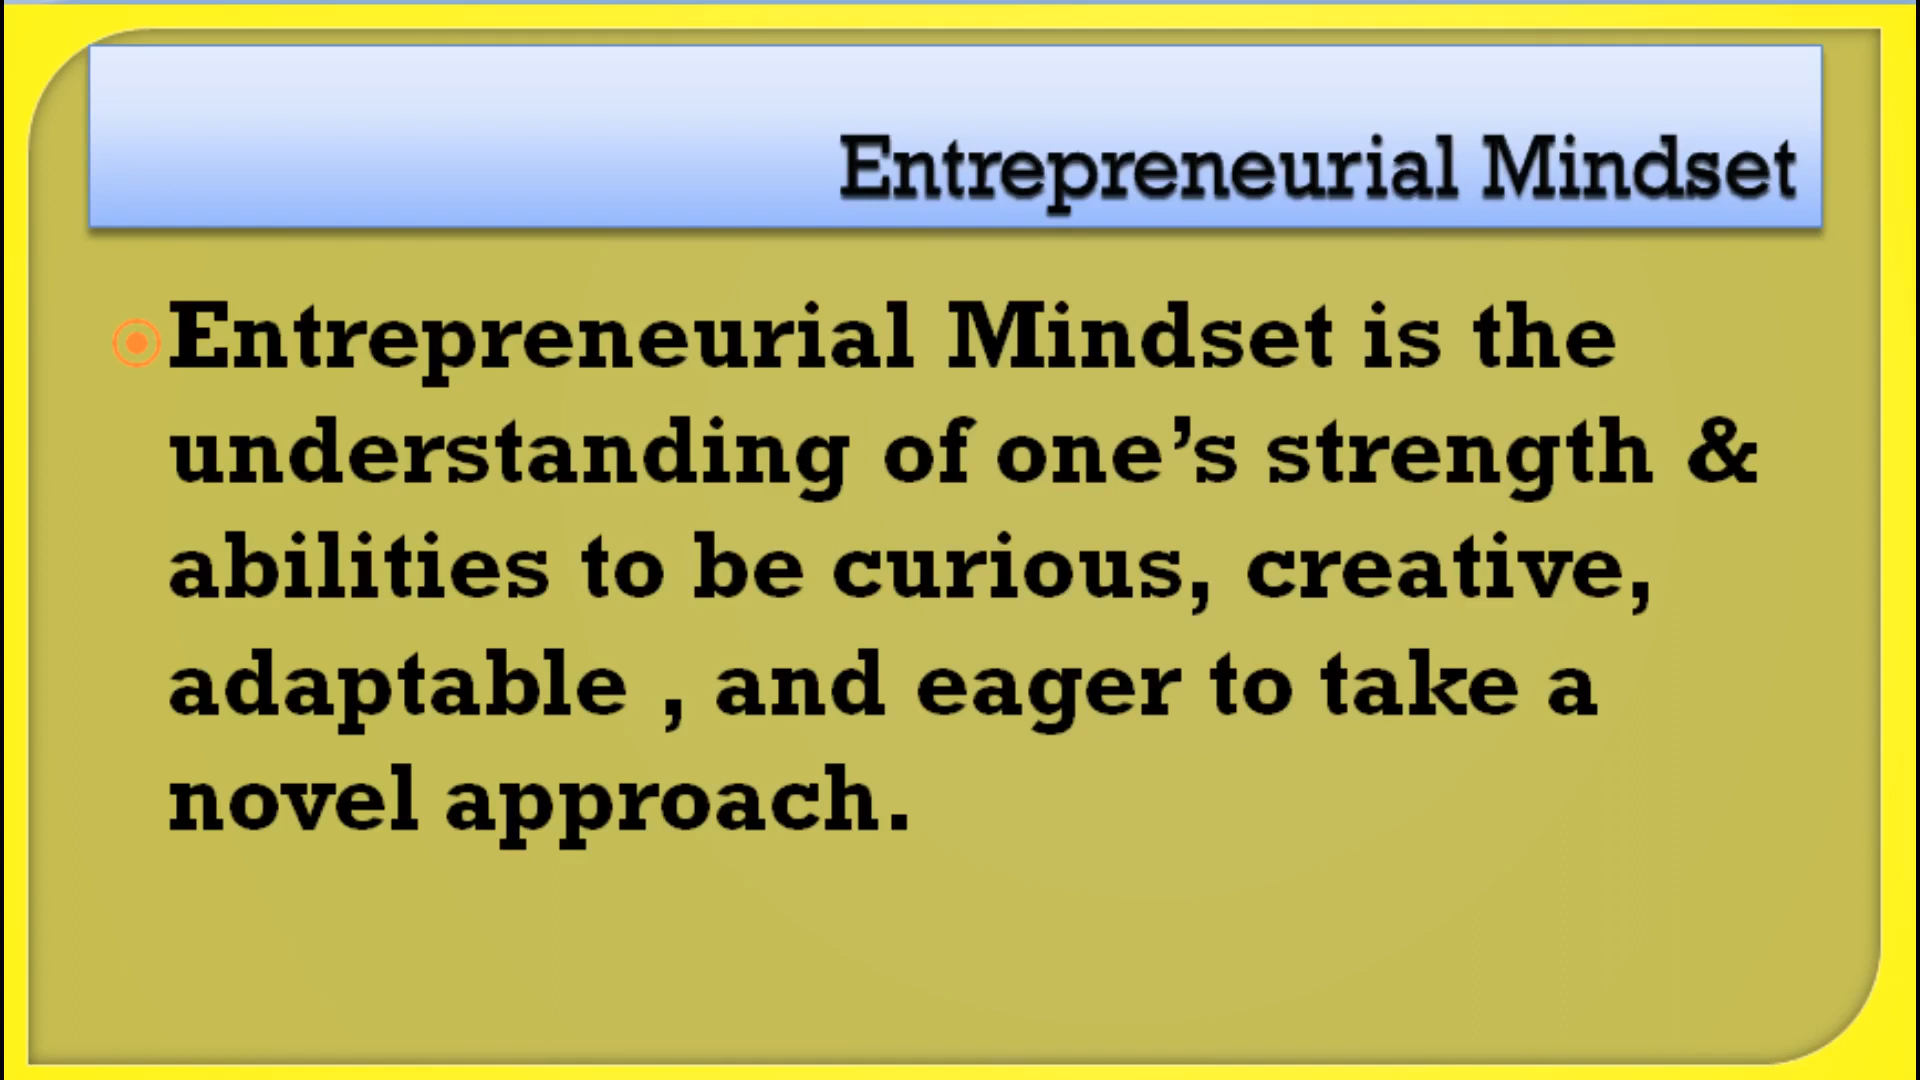 Entrepreneurial Mindset
Entrepreneurial Mindset is the
understanding of one’s strength &
abilities to be curious, creative,
adaptable , and eager to take a
novel approach.